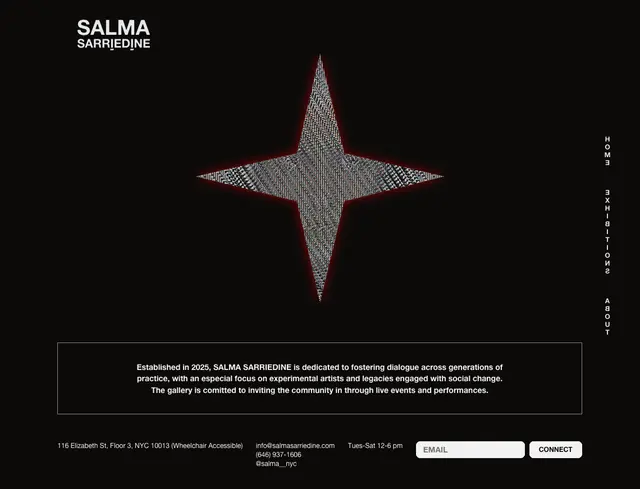 SALMA
SARRIEDINE
HOME
EXHIBITIONS
ABOUT
Established in 2025, SALMA SARRIEDINE is dedicated to fostering dialogue across generations of
practice, with an especial focus on experimental artists and legacies engaged with social change.
The gallery is comitted to inviting the community in through live events and performances.
116 Elizabeth St, Floor 3, NYC 10013 (Wheelchair Accessible)
info@salmasarriedine.com
(646) 937-1606
@salma__nyc
Tues-Sat 12-6 pm
EMAIL
CONNECT